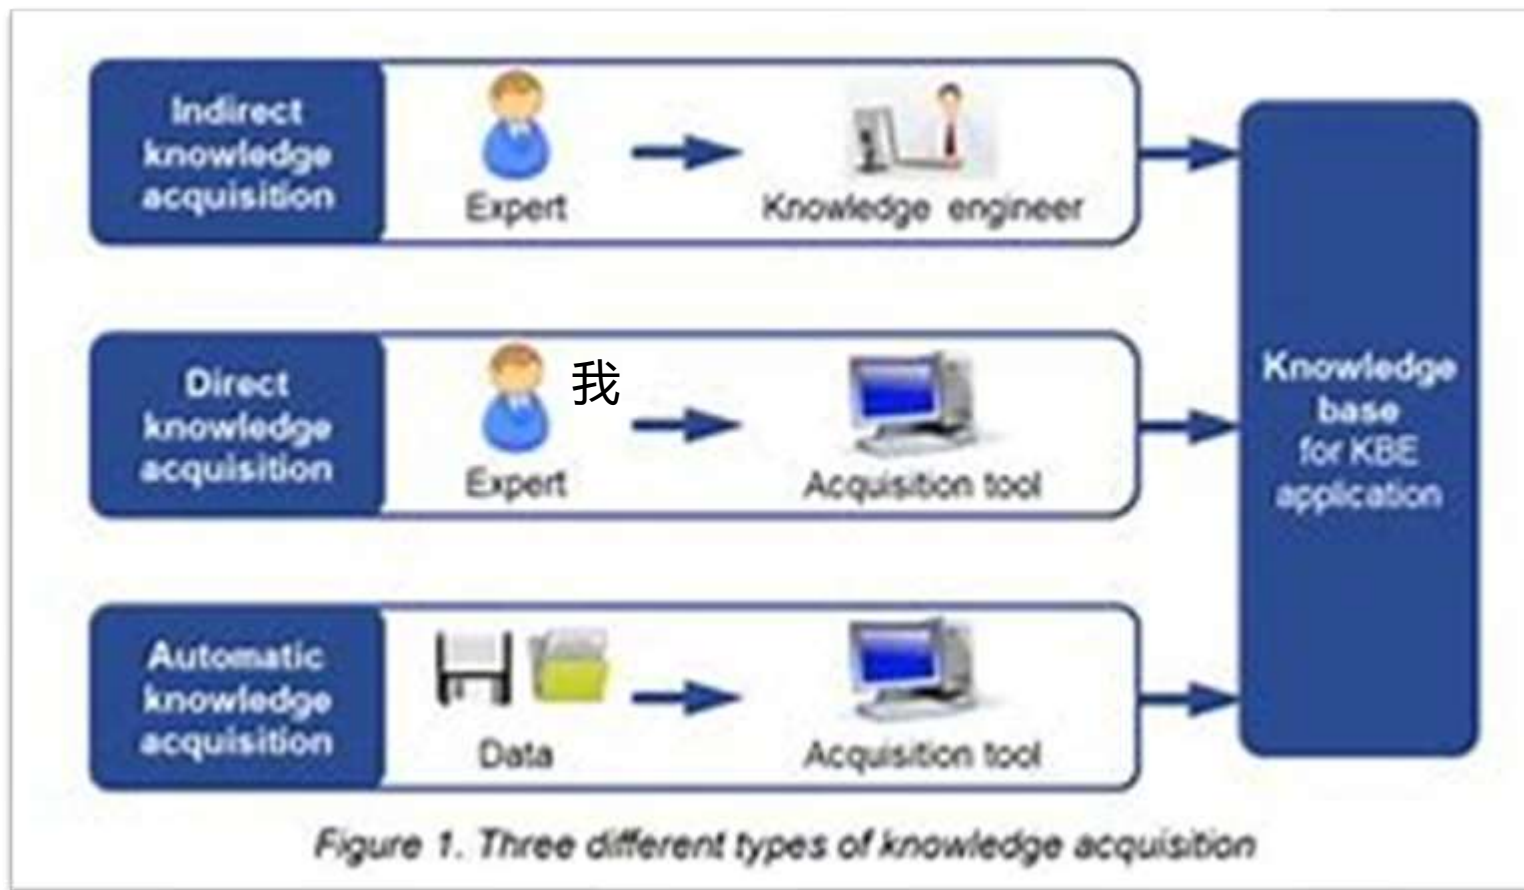 Indirect
knowledge
acquisition
Expert
Knowledge engineer
Direct
knowledge
acquisition
我
Expert
Acquisition tool
Automatic
knowledge
acquisition
Data
Acquisition tool
Knowledge
base
for KBE
application
Figure 1. Three different types of knowledge acquisition